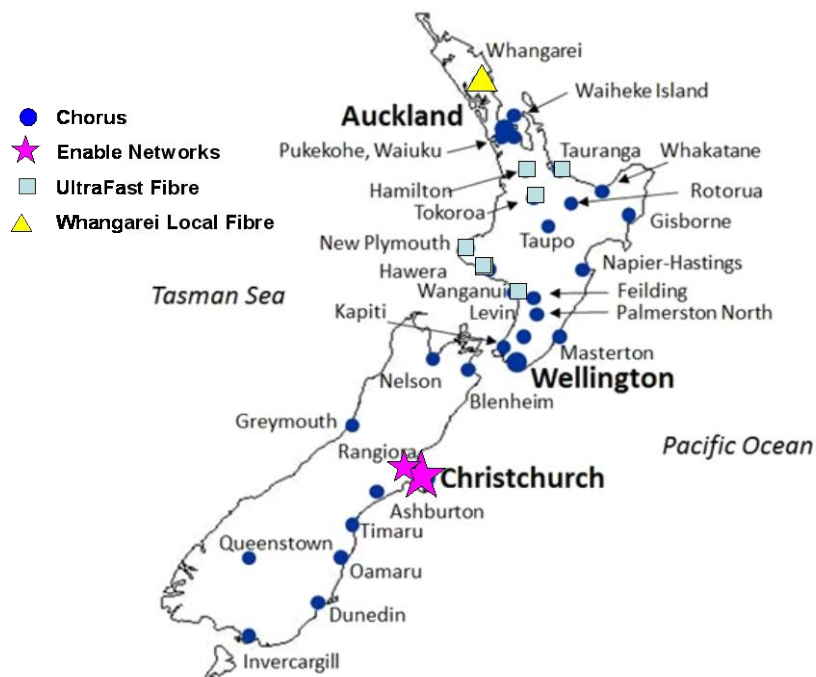 Whangarei
Waiheke Island
Auckland
Chorus
Enable Networks
UltraFast Fibre
Whangarei Local Fibre
Pukekohe, Waiuku
Tauranga
Whakatane
Hamilton
Rotorua
Tokoroa
Gisborne
Taupo
New Plymouth
Hawera
Napier-Hastings
Tasman Sea
Wanganui
Feilding
Kapiti
Levin
Palmerston North
Masterton
Nelson
Wellington
Blenheim
Greymouth
Pacific Ocean
Rangiora
Christchurch
Ashburton
Timaru
Queenstown
Oamaru
Dunedin
Invercargill